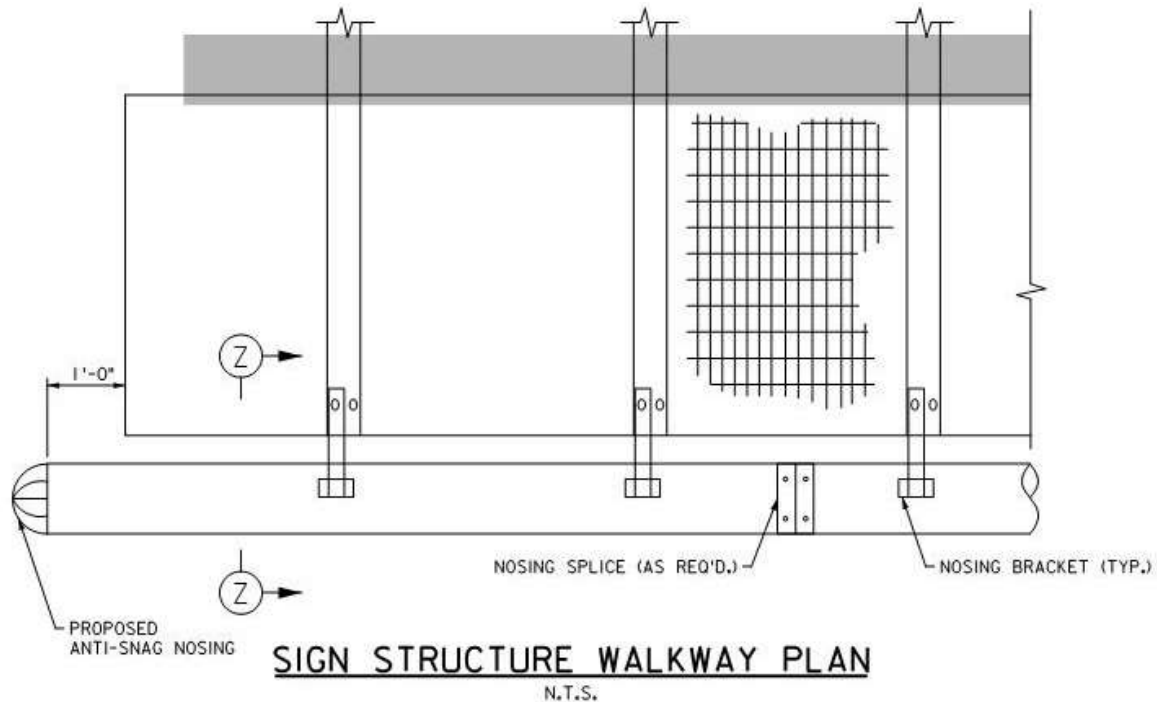 Z
1'-0"
NOSING SPLICE (AS REQ'D.)
NOSING BRACKET (TYP.)
Z
PROPOSED
ANTI-SNAG NOSING
SIGN STRUCTURE WALKWAY PLAN
N.T.S.